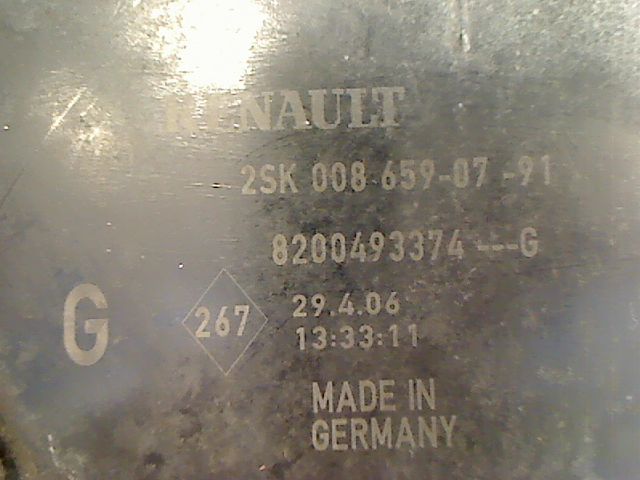 RENAULT
2SK 008 659-07 -91
8200493374 ---G
G
267
29.4.06
13:33:11
MADE IN
GERMANY